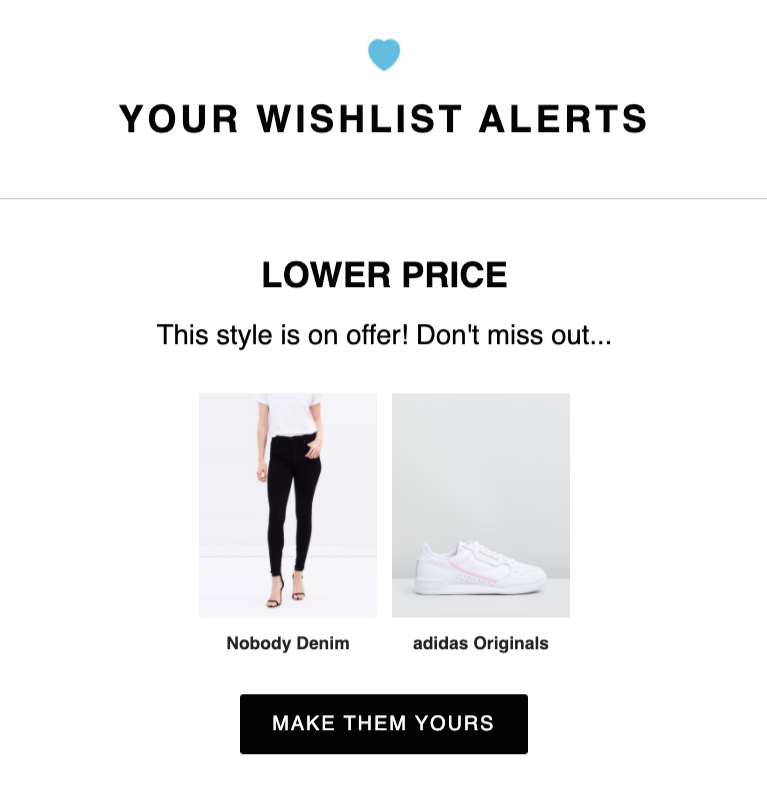 YOUR WISHLIST ALERTS
LOWER PRICE
This style is on offer! Don't miss out...
Nobody Denim
adidas Originals
MAKE THEM YOURS